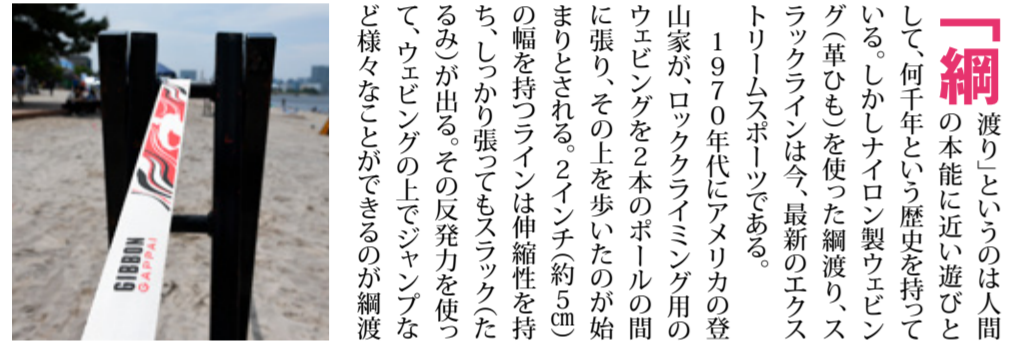 「綱渡り」というのは人間
の本能に近い遊びと
して、何千年という歴史を持って
いる。しかしナイロン製ウェビン
グ（革ひも）を使った綱渡り、ス
ラックラインは今、最新のエクス
トリームスポーツである。
1970年代にアメリカの登
山家が、ロッククライミング用の
ウェビングを2本のポールの間
に張り、その上を歩いたのが始
まりとされる。2インチ（約5㎝）
の幅を持つラインは伸縮性を持
ち、しっかり張ってもスラック（た
るみ）が出る。その反発力を使っ
て、ウェビングの上でジャンプな
ど様々なことができるのが綱渡
GIBBON
GAPPAI